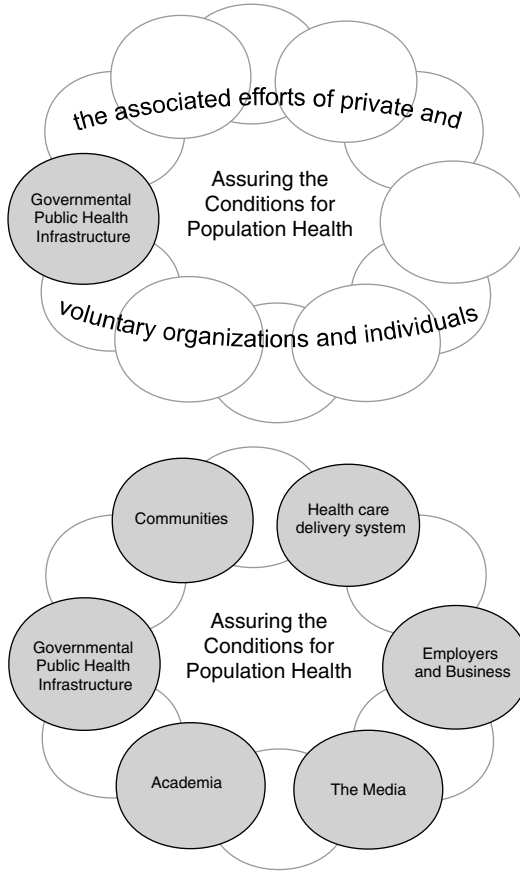 the associated efforts of private and
Governmental
Public Health
Infrastructure
Assuring the
Conditions for
Population Health
voluntary organizations and individuals
Communities
Health care
delivery system
Governmental
Public Health
Infrastructure
Assuring the
Conditions for
Population Health
Employers
and Business
Academia
The Media